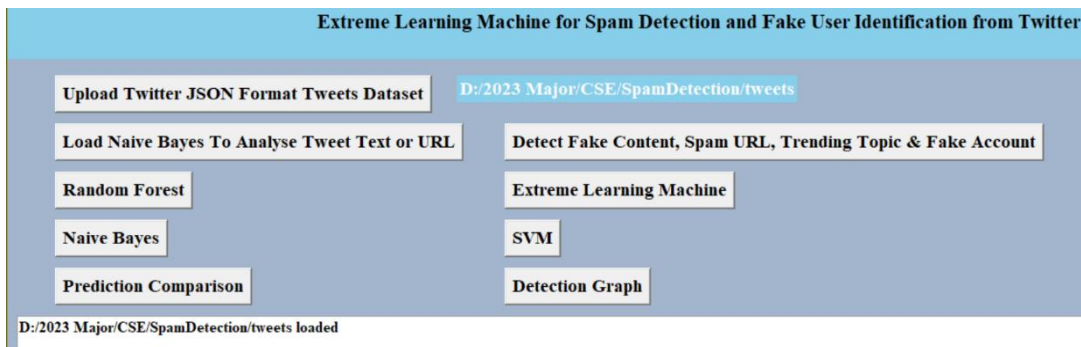 Extreme Learning Machine for Spam Detection and Fake User Identification from Twitter
Upload Twitter JSON Format Tweets Dataset
D:/2023 Major/CSE/SpamDetection/tweets
Load Naive Bayes To Analyse Tweet Text or URL
Detect Fake Content, Spam URL, Trending Topic & Fake Account
Random Forest
Extreme Learning Machine
Naive Bayes
SVM
Prediction Comparison
Detection Graph
D:/2023 Major/CSE/SpamDetection/tweets loaded